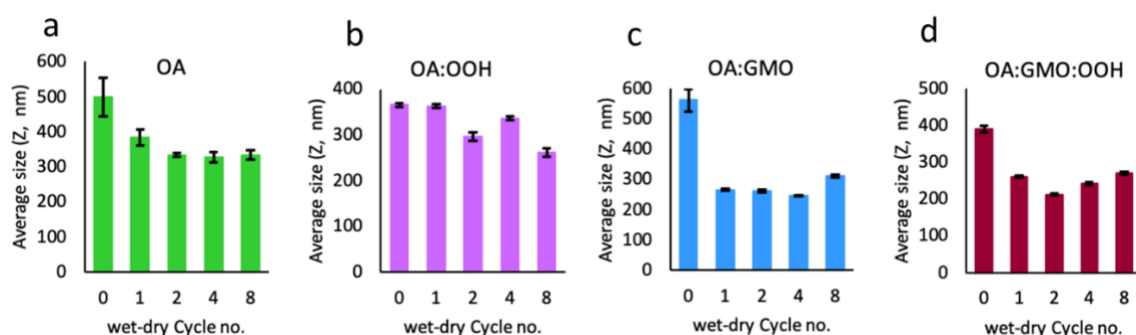 a
OA
Average size (Z, nm)
600
500
400
300
200
100
0
0 1 2 4 8
wet-dry Cycle no.
b
OA:OOH
Average size (Z, nm)
400
300
200
100
0
0 1 2 4 8
wet-dry Cycle no.
c
OA:GMO
Average size (Z, nm)
600
500
400
300
200
100
0
0 1 2 4 8
wet-dry Cycle no.
d
OA:GMO:OOH
Average size (Z, nm)
500
400
300
200
100
0
0 1 2 4 8
wet-dry Cycle no.